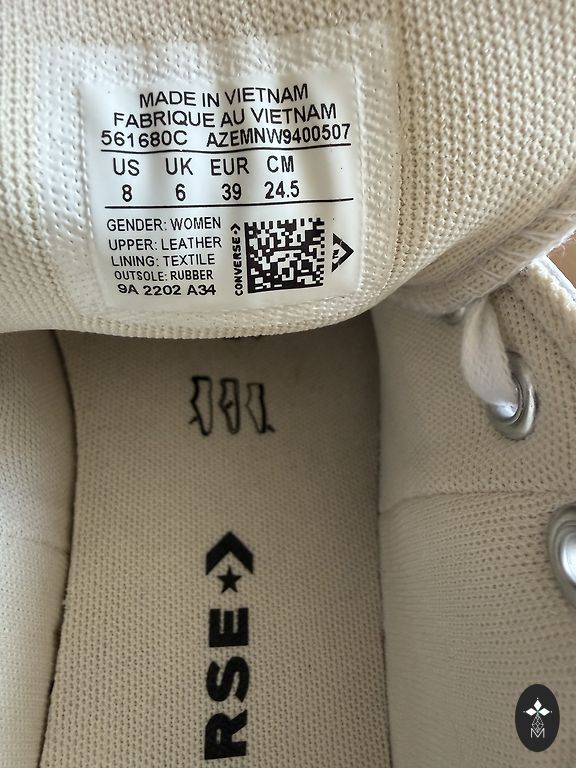 MADE IN VIETNAM
FABRIQUE AU VIETNAM
561680C AZEMNW9400507
US UK EUR CM
8 6 39 24.5
GENDER: WOMEN
UPPER: LEATHER
LINING: TEXTILE
OUTSOLE: RUBBER
9A 2202 A34
CONVERSE
TM
RSE
M